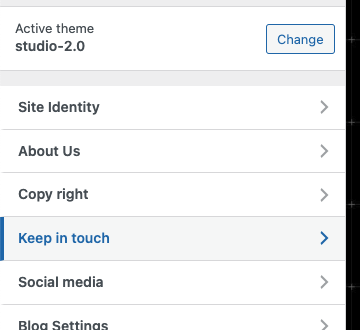 Active theme
studio-2.0
Change
Site Identity
About Us
Copy right
Keep in touch
Social media
Blog Settings